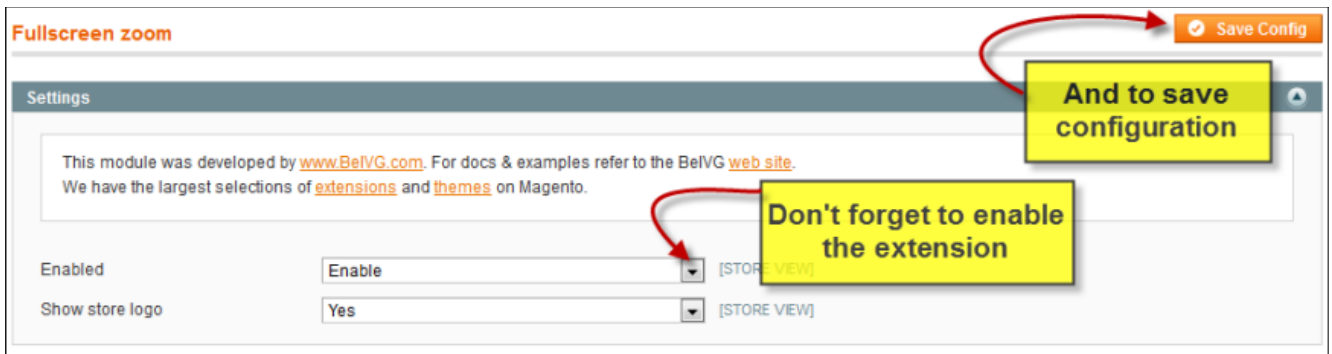 Fullscreen zoom
Save Config
And to save
configuration
Settings
This module was developed by www.BelVG.com. For docs & examples refer to the BelVG web site.
We have the largest selections of extensions and themes on Magento.
Don't forget to enable
the extension
Enabled
Enable
[STORE VIEW]
Show store logo
Yes
[STORE VIEW]